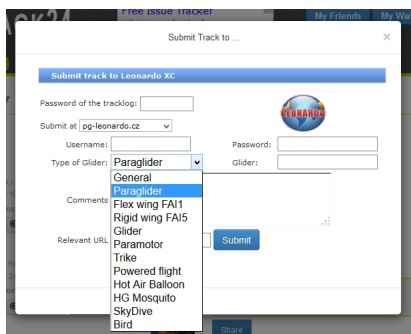 Free Issue Tracker
My Friends
Submit Track to ...
Submit track to Leonardo XC
Password of the tracklog:
LEONARDO
Submit at pg-leonardo.cz
Username:
Password:
Type of Glider: Paraglider
Glider:
General
Paraglider
Flex wing FAI1
Rigid wing FAI5
Glider
Paramotor
Trike
Powered flight
Hot Air Balloon
HG Mosquito
SkyDive
Bird
Comments
Relevant URL
Submit
Share